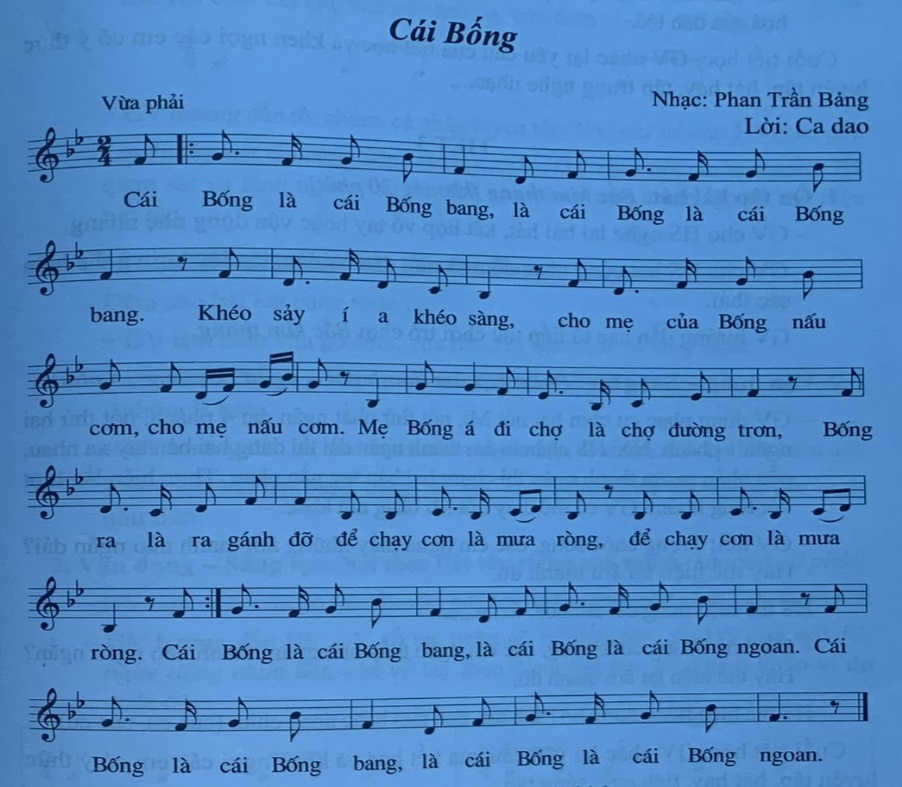 Cái Bống
Vừa phải
Nhạc: Phan Trần Bảng
Lời: Ca dao
Cái Bống là cái Bống bang, là cái Bống là cái Bống
bang. Khéo sảy í a khéo sàng, cho mẹ của Bống nấu
cơm, cho mẹ nấu cơm. Mẹ Bống á đi chợ là chợ đường trơn, Bống
ra là ra gánh đỡ để chạy cơn là mưa ròng, để chạy cơn là mưa
ròng. Cái Bống là cái Bống bang, là cái Bống là cái Bống ngoan. Cái
Bống là cái Bống bang, là cái Bống là cái Bống ngoan.